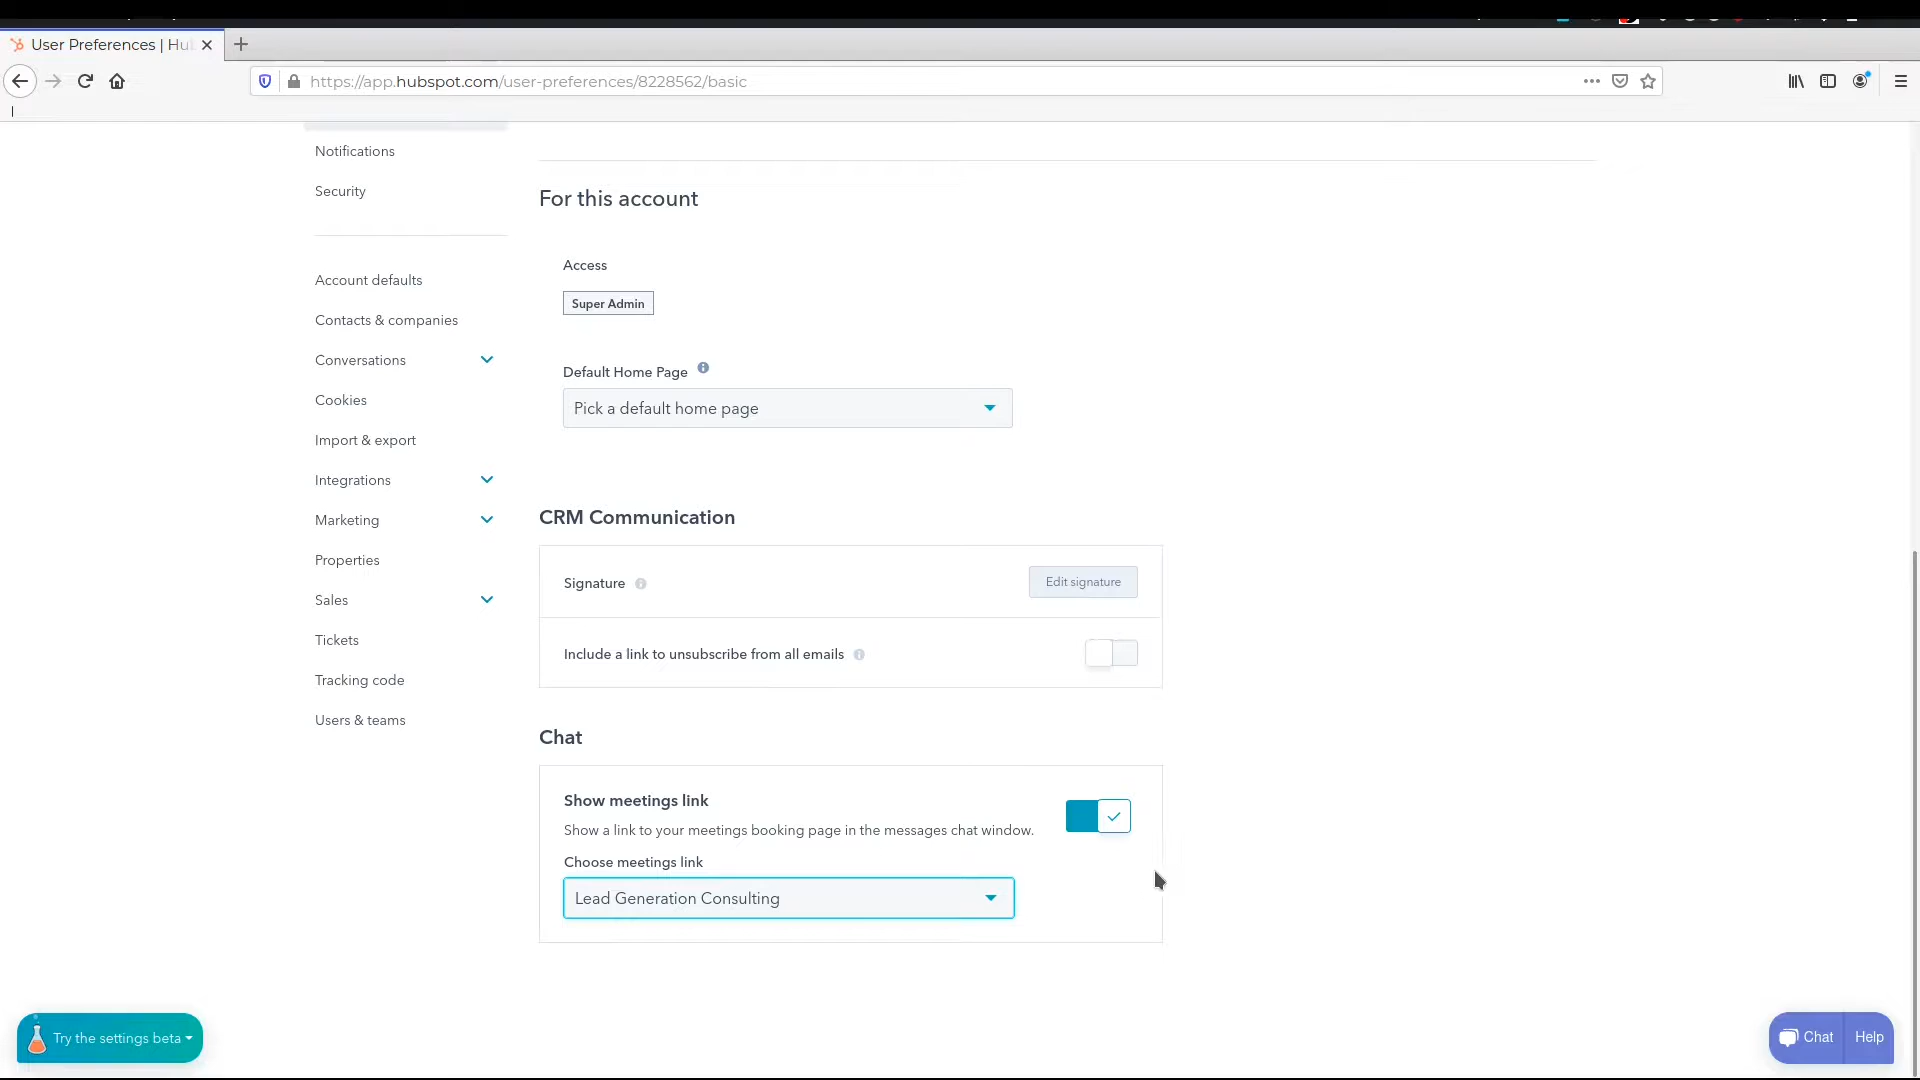 User Preferences | Hu
https://app.hubspot.com/user-preferences/8228562/basic
Notifications
Security
Account defaults
Contacts & companies
Conversations
Cookies
Import & export
Integrations
Marketing
Properties
Sales
Tickets
Tracking code
Users & teams
For this account
Access
Super Admin
Default Home Page
Pick a default home page
CRM Communication
Signature
Edit signature
Include a link to unsubscribe from all emails
Chat
Show meetings link
Show a link to your meetings booking page in the messages chat window.
Choose meetings link
Lead Generation Consulting
Try the settings beta
Chat
Help